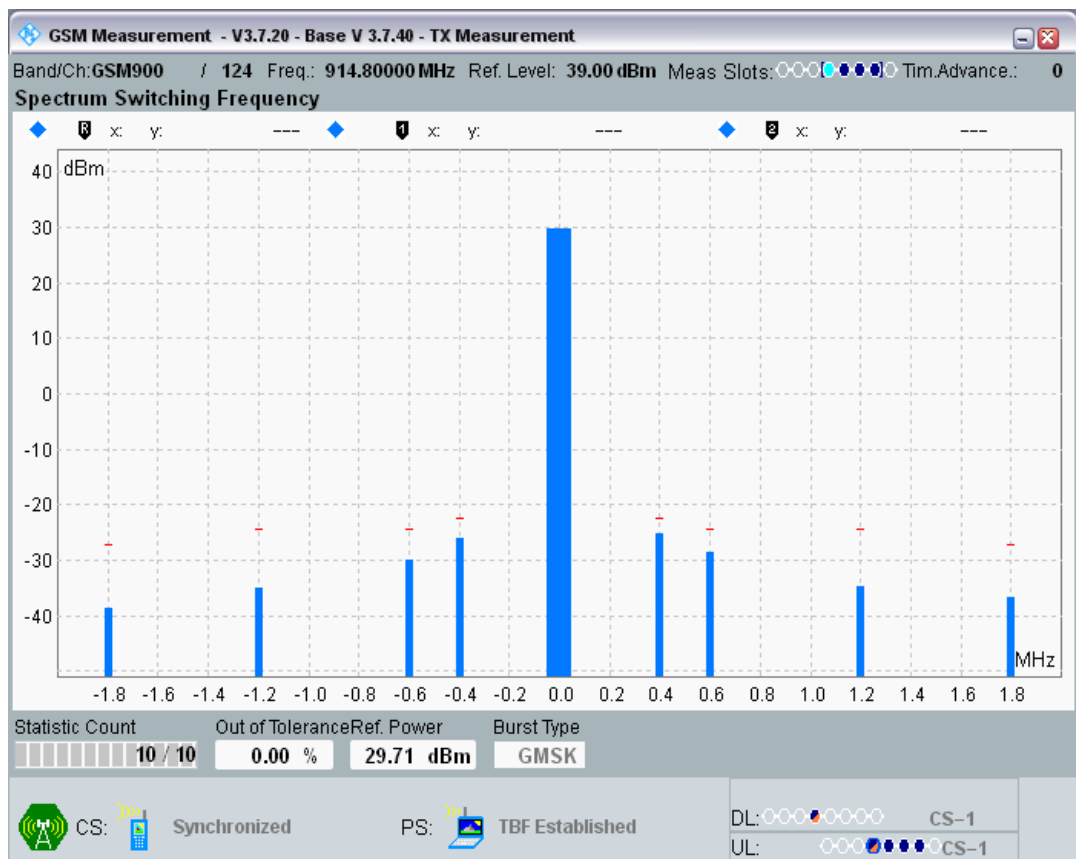 GSM Measurement - V3.7.20 - Base V 3.7.40 - TX Measurement
Band/Ch:GSM900 / 124 Freq.: 914.80000 MHz Ref. Level: 39.00 dBm Meas Slots: Tim.Advance.: 0
Spectrum Switching Frequency
R x: y: --- 1 x: y: --- 2 x: y: ---
dBm
40
30
20
10
0
-10
-20
-30
-40
MHz
-1.8 -1.6 -1.4 -1.2 -1.0 -0.8 -0.6 -0.4 -0.2 0.0 0.2 0.4 0.6 0.8 1.0 1.2 1.4 1.6 1.8
Statistic Count Out of Tolerance Ref. Power Burst Type
10 / 10 0.00 % 29.71 dBm GMSK
CS: Synchronized PS: TBF Established
DL: CS-1
UL: CS-1